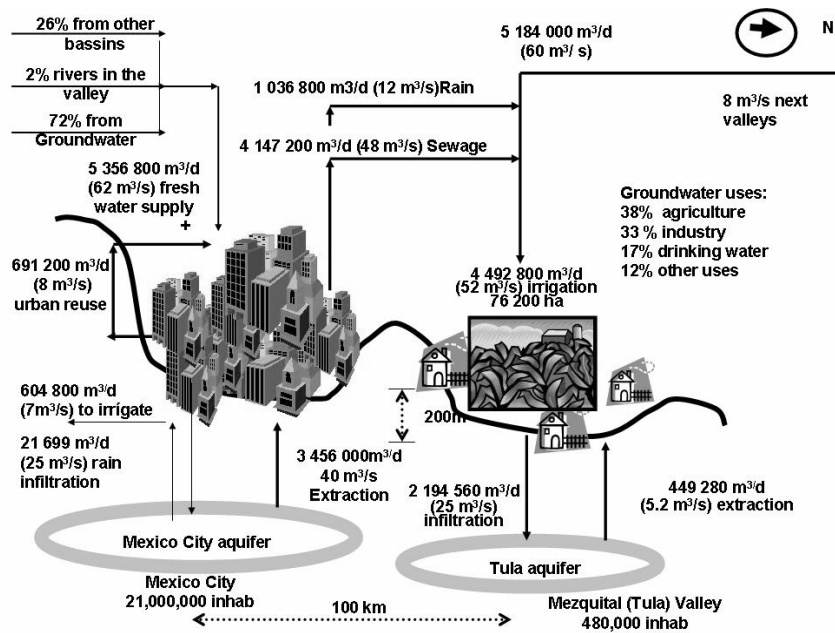 26% from other
bassins
2% rivers in the
valley
72% from
Groundwater
5 356 800 m³/d
(62 m³/s) fresh
water supply
+
691 200 m³/d
(8 m³/s)
urban reuse
604 800 m³/d
(7m³/s) to irrígate
21 699 m³/d
(25 m³/s) rain
infiltration
1 036 800 m3/d (12 m³/s)Rain
4 147 200 m³/d (48 m³/s) Sewage
5 184 000 m³/d
(60 m³/ s)
N
8 m³/s next
valleys
Groundwater uses:
38% agriculture
33 % industry
17% drinking water
12% other uses
4 492 800 m³/d
(52 m³/s) irrigation
76 200 ha
200m
3 456 000m³/d
40 m³/s
Extraction
2 194 560 m³/d
(25 m³/s)
infiltration
449 280 m³/d
(5.2 m³/s) extraction
Mexico City aquifer
Tula aquifer
Mexico City
21,000,000 inhab
100 km
Mezquital (Tula) Valley
480,000 inhab